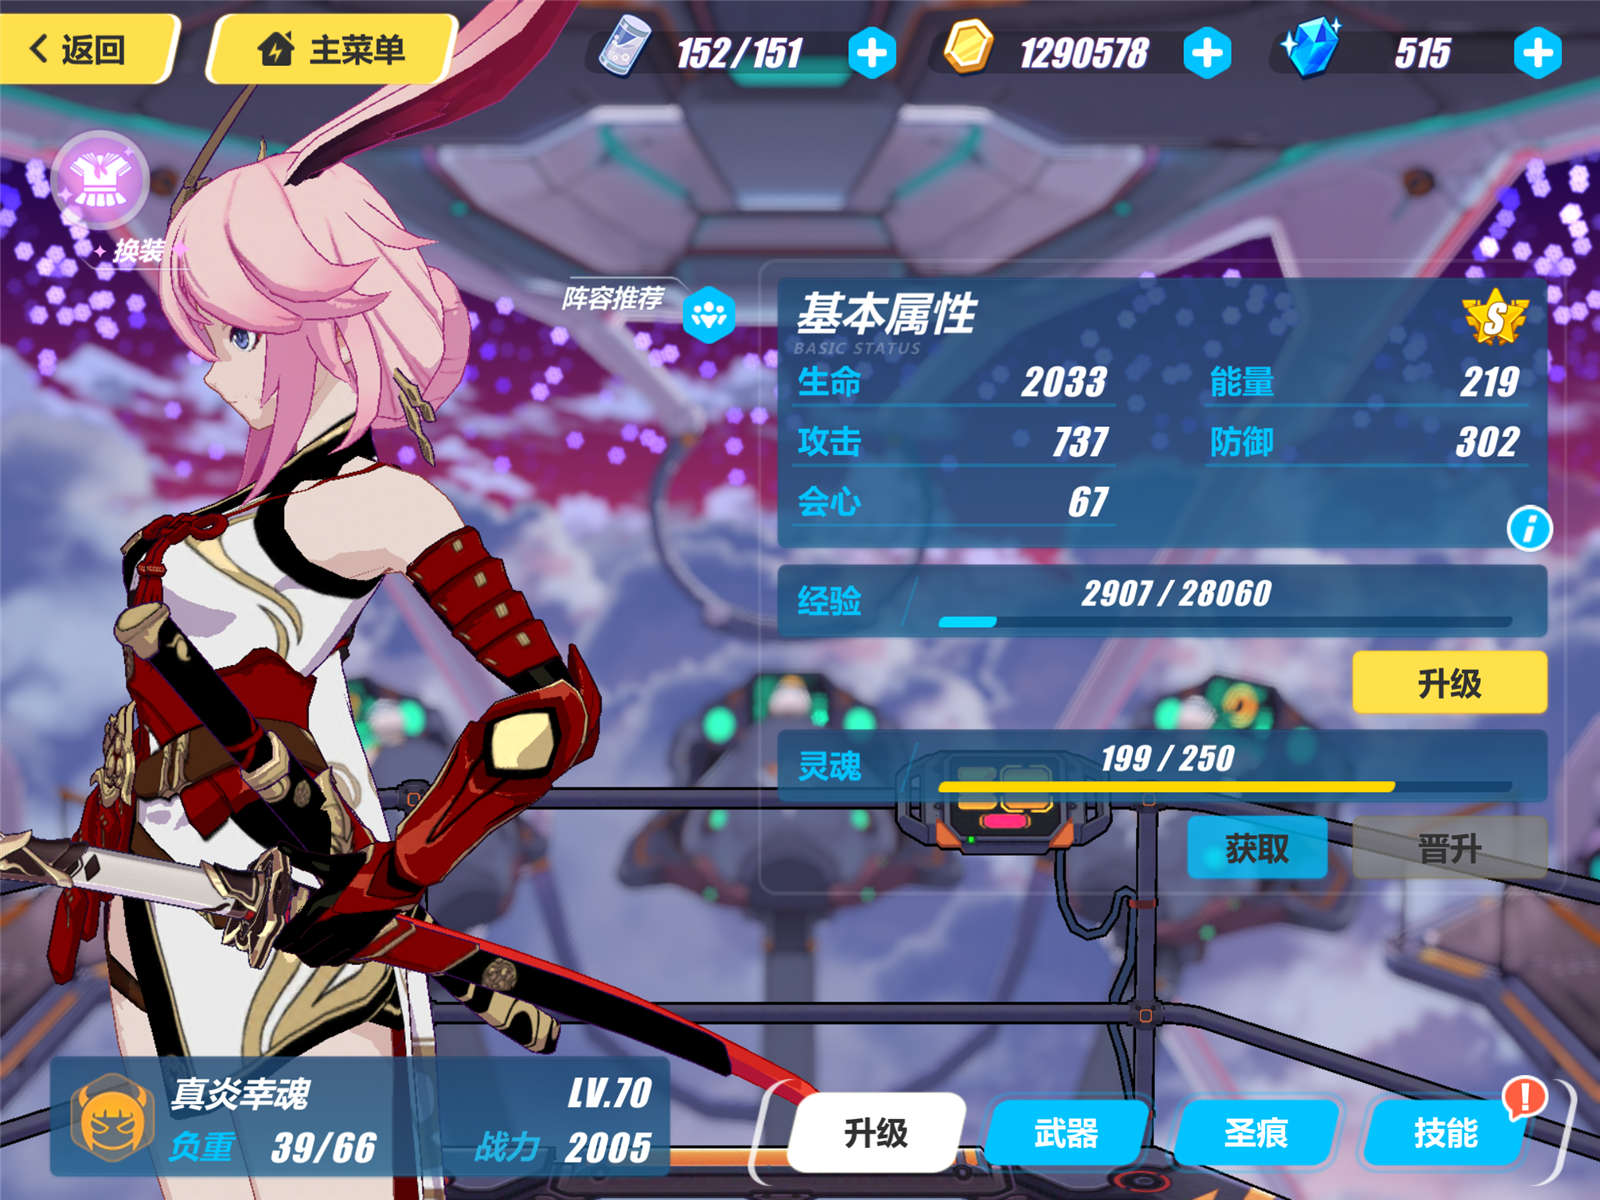 返回
主菜单
152/151
1290578
515
换装
阵容推荐
基本属性
BASIC STATUS
S
生命 2033 能量 219
攻击 737 防御 302
会心 67
i
经验 2907 / 28060
升级
灵魂 199 / 250
获取 晋升
真炎幸魂 LV.70
负重 39/66 战力 2005
升级 武器 圣痕 技能
!